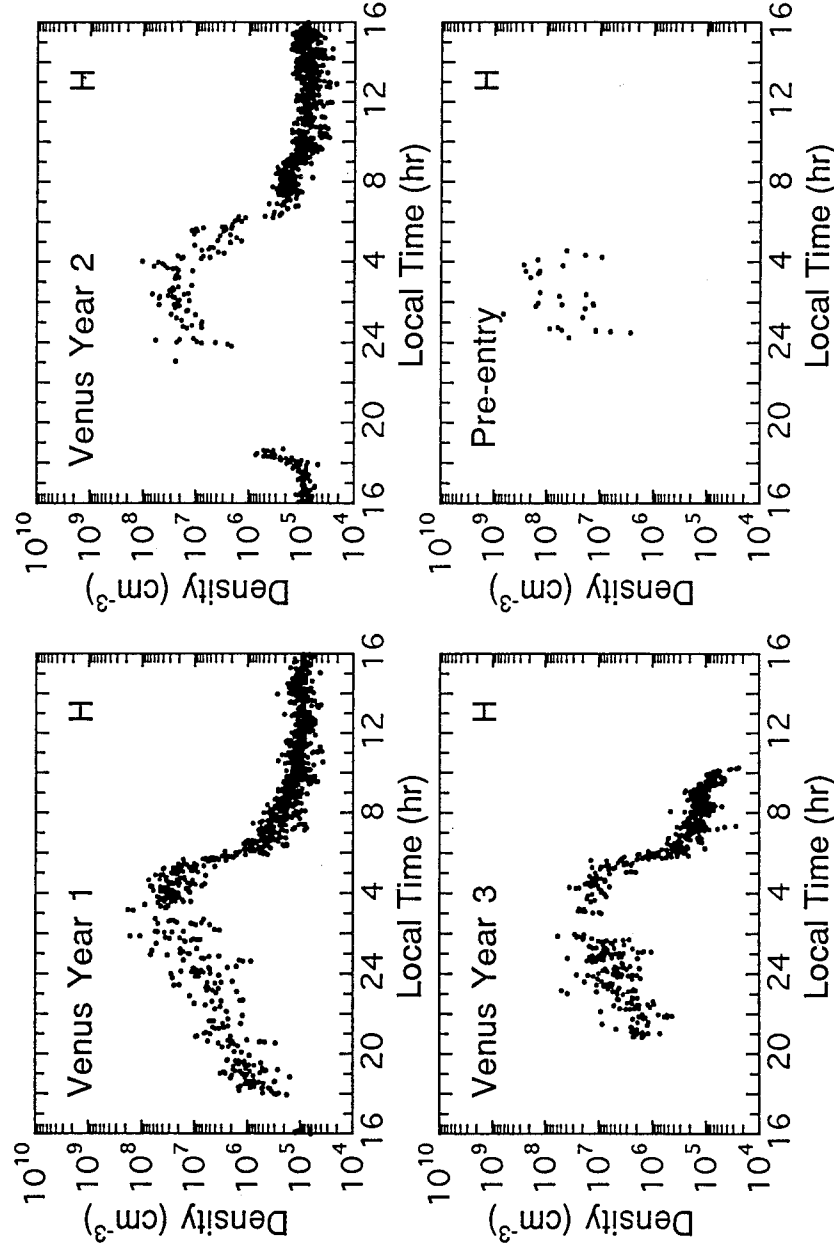 Venus Year 1
H
Density (cm⁻³)
10¹⁰
10⁹
10⁸
10⁷
10⁶
10⁵
10⁴
16 20 24 4 8 12 16
Local Time (hr)
Venus Year 2
H
Density (cm⁻³)
10¹⁰
10⁹
10⁸
10⁷
10⁶
10⁵
10⁴
16 20 24 4 8 12 16
Local Time (hr)
Venus Year 3
H
Density (cm⁻³)
10¹⁰
10⁹
10⁸
10⁷
10⁶
10⁵
10⁴
16 20 24 4 8 12 16
Local Time (hr)
Pre-entry
H
Density (cm⁻³)
10¹⁰
10⁹
10⁸
10⁷
10⁶
10⁵
10⁴
16 20 24 4 8 12 16
Local Time (hr)